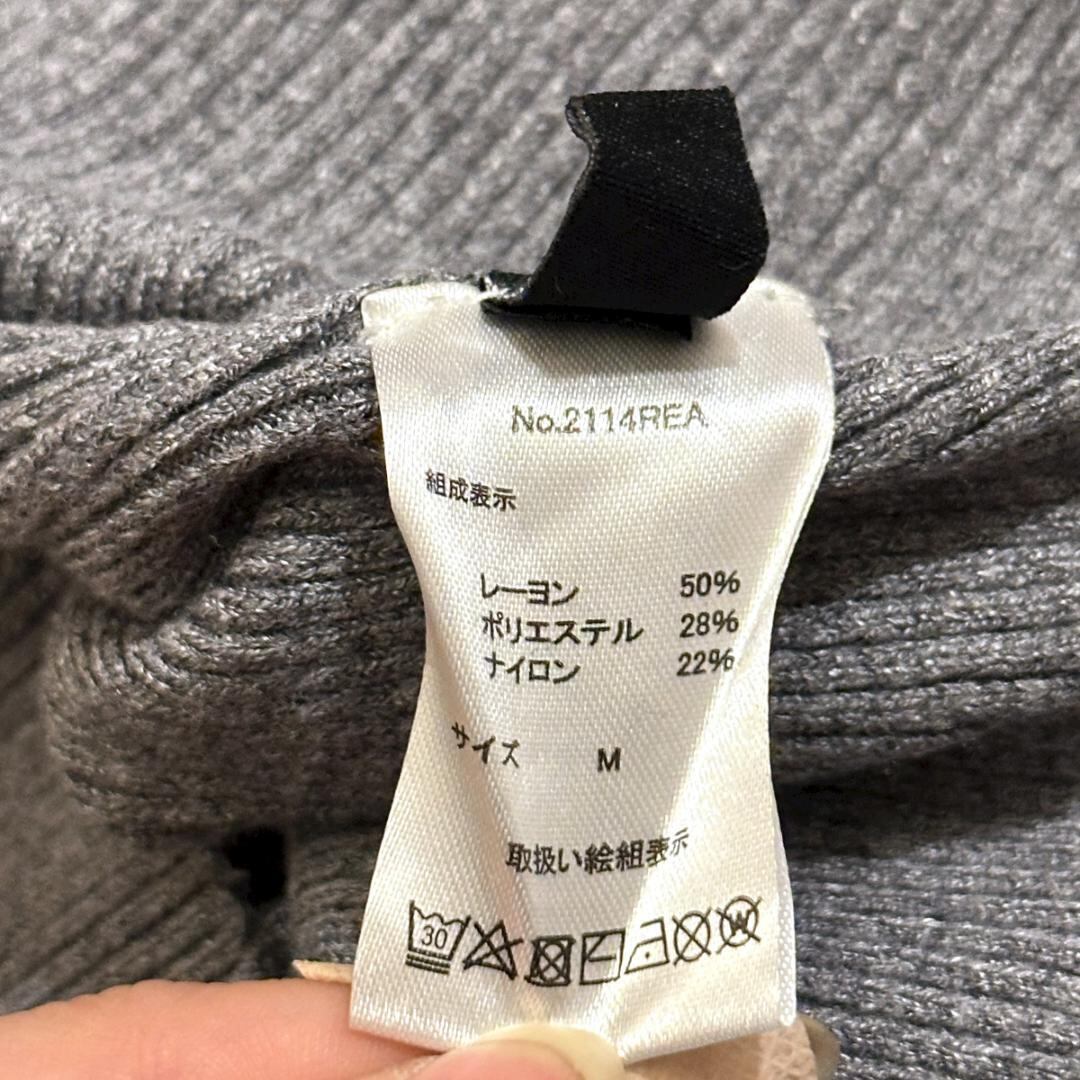 No.2114REA
組成表示
レーヨン 50%
ポリエステル 28%
ナイロン 22%
サイズ M
取扱い絵組表示
30
W